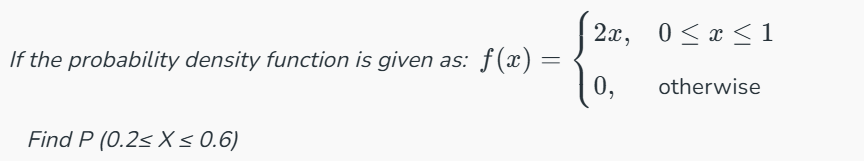 If the probability density function is given as: f(x) = { 2x, 0 ≤ x ≤ 1
0, otherwise
Find P (0.2≤ X ≤ 0.6)